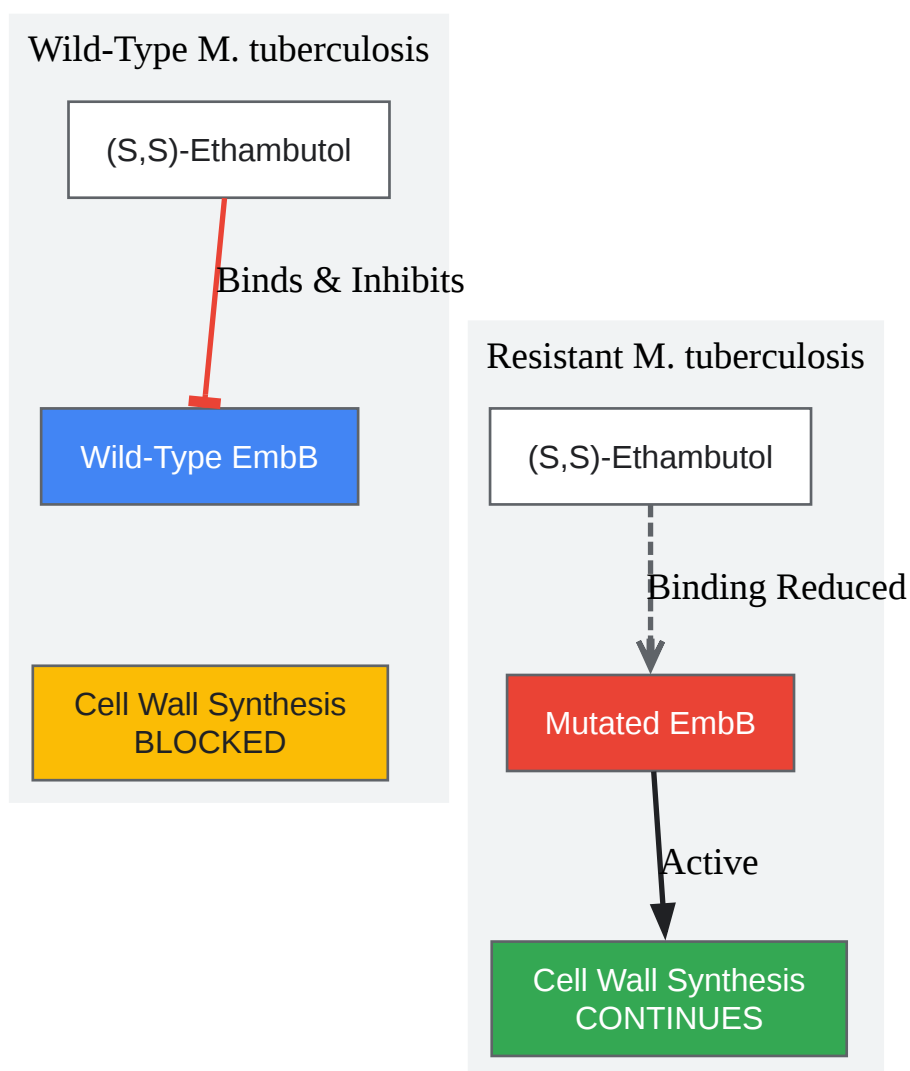 Wild-Type M. tuberculosis
(S,S)-Ethambutol
Binds & Inhibits
Wild-Type EmbB
Cell Wall Synthesis
BLOCKED
Resistant M. tuberculosis
(S,S)-Ethambutol
Binding Reduced
Mutated EmbB
Active
Cell Wall Synthesis
CONTINUES